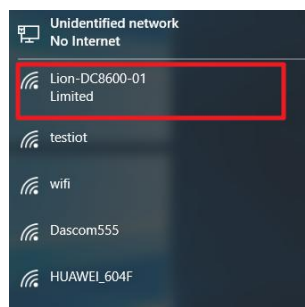 Unidentified network
No Internet
Lion-DC8600-01
Limited
testiot
wifi
Dascom555
HUAWEI_604F